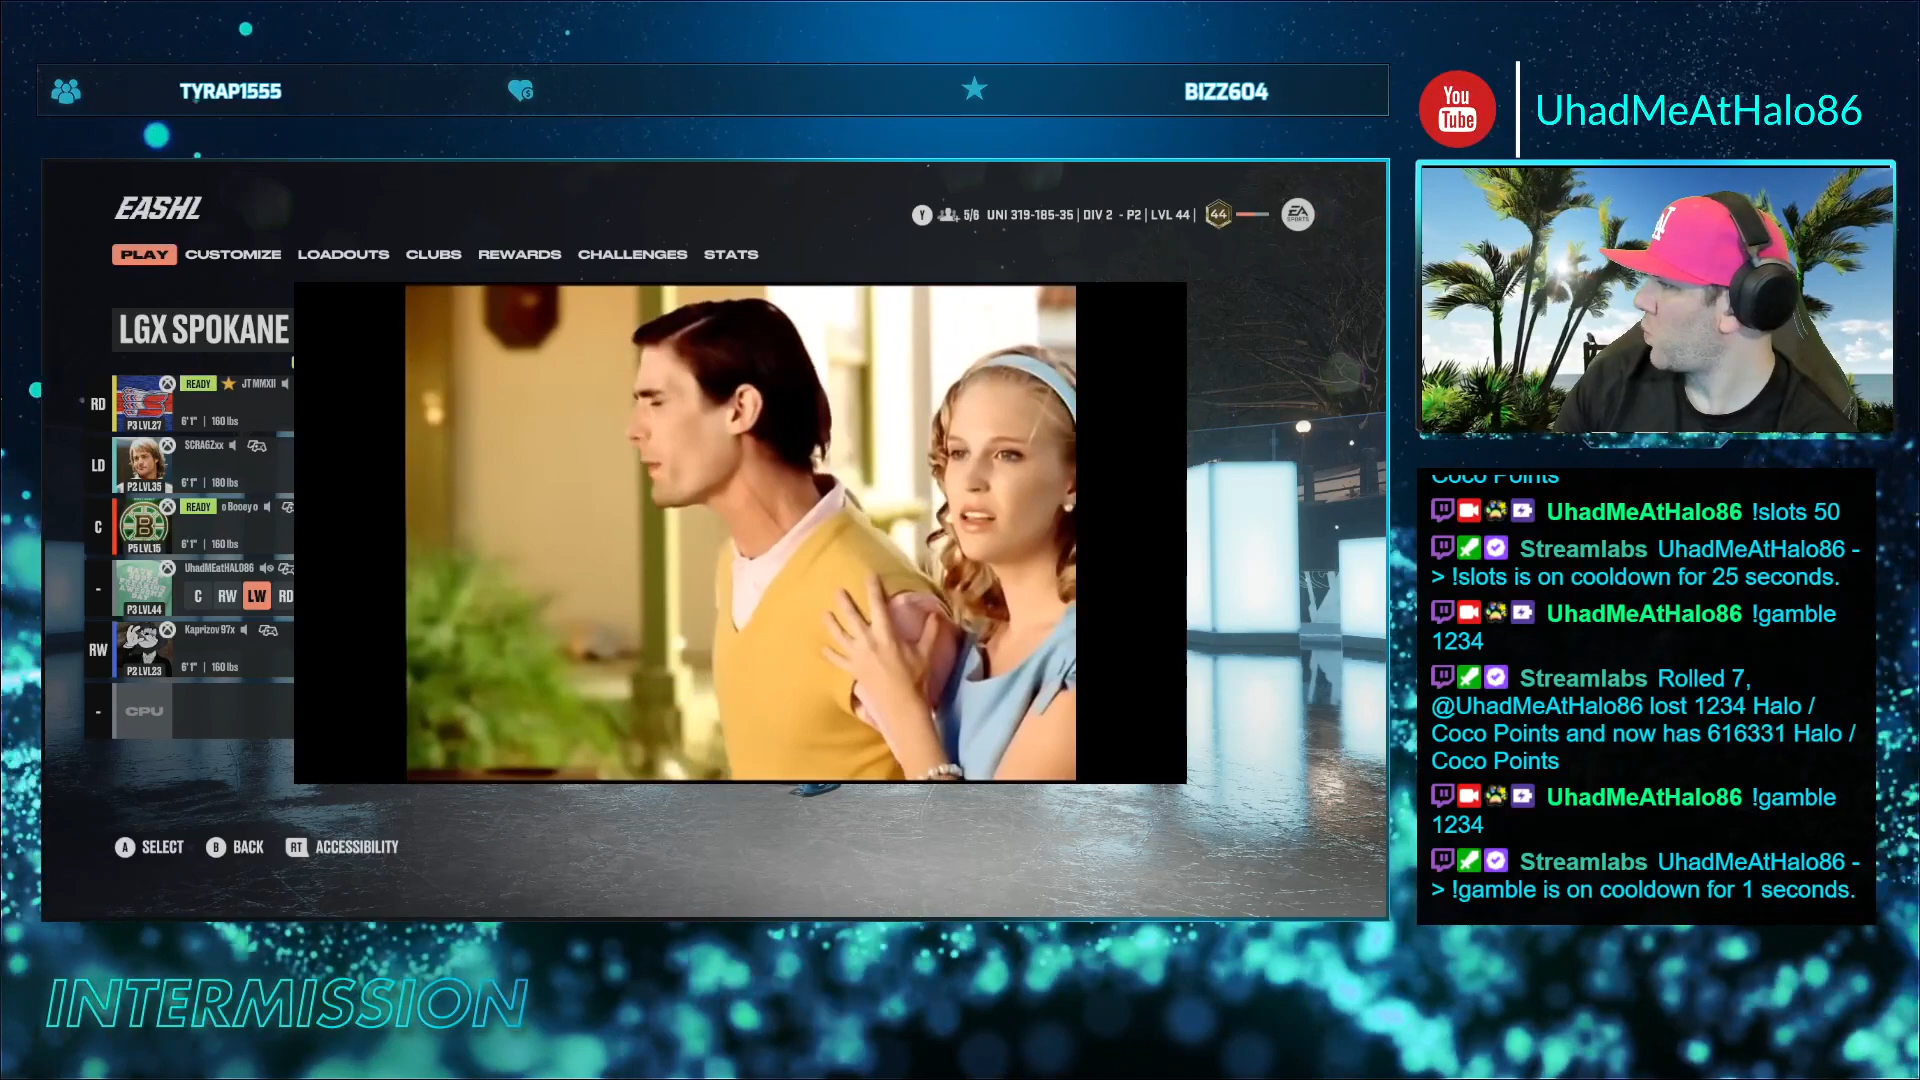 TYRAP1555
BIZZ604
You
Tube
UhadMeAtHalo86
EASHL
Y 5/6 UNI 319-185-35 | DIV 2 - P2 | LVL 44 | 44
EA
SPORTS
PLAY CUSTOMIZE LOADOUTS CLUBS REWARDS CHALLENGES STATS
LGX SPOKANE
RD
READY JT MMXII
P3 LVL27
6'1" | 160 lbs
LD
SCRAGZxx
P2 LVL35
6'1" | 180 lbs
C
READY o Booey o
B
P5 LVL15
6'1" | 160 lbs
-
UhadMEatHALO86
P3 LVL44
C RW LW RD
RW
Kaprizov97x
P2 LVL23
6'1" | 160 lbs
-
CPU
A SELECT B BACK RT ACCESSIBILITY
INTERMISSION
Coco Points
UhadMeAtHalo86 !slots 50
Streamlabs UhadMeAtHalo86 -
> !slots is on cooldown for 25 seconds.
UhadMeAtHalo86 !gamble
1234
Streamlabs Rolled 7,
@UhadMeAtHalo86 lost 1234 Halo /
Coco Points and now has 616331 Halo /
Coco Points
UhadMeAtHalo86 !gamble
1234
Streamlabs UhadMeAtHalo86 -
> !gamble is on cooldown for 1 seconds.